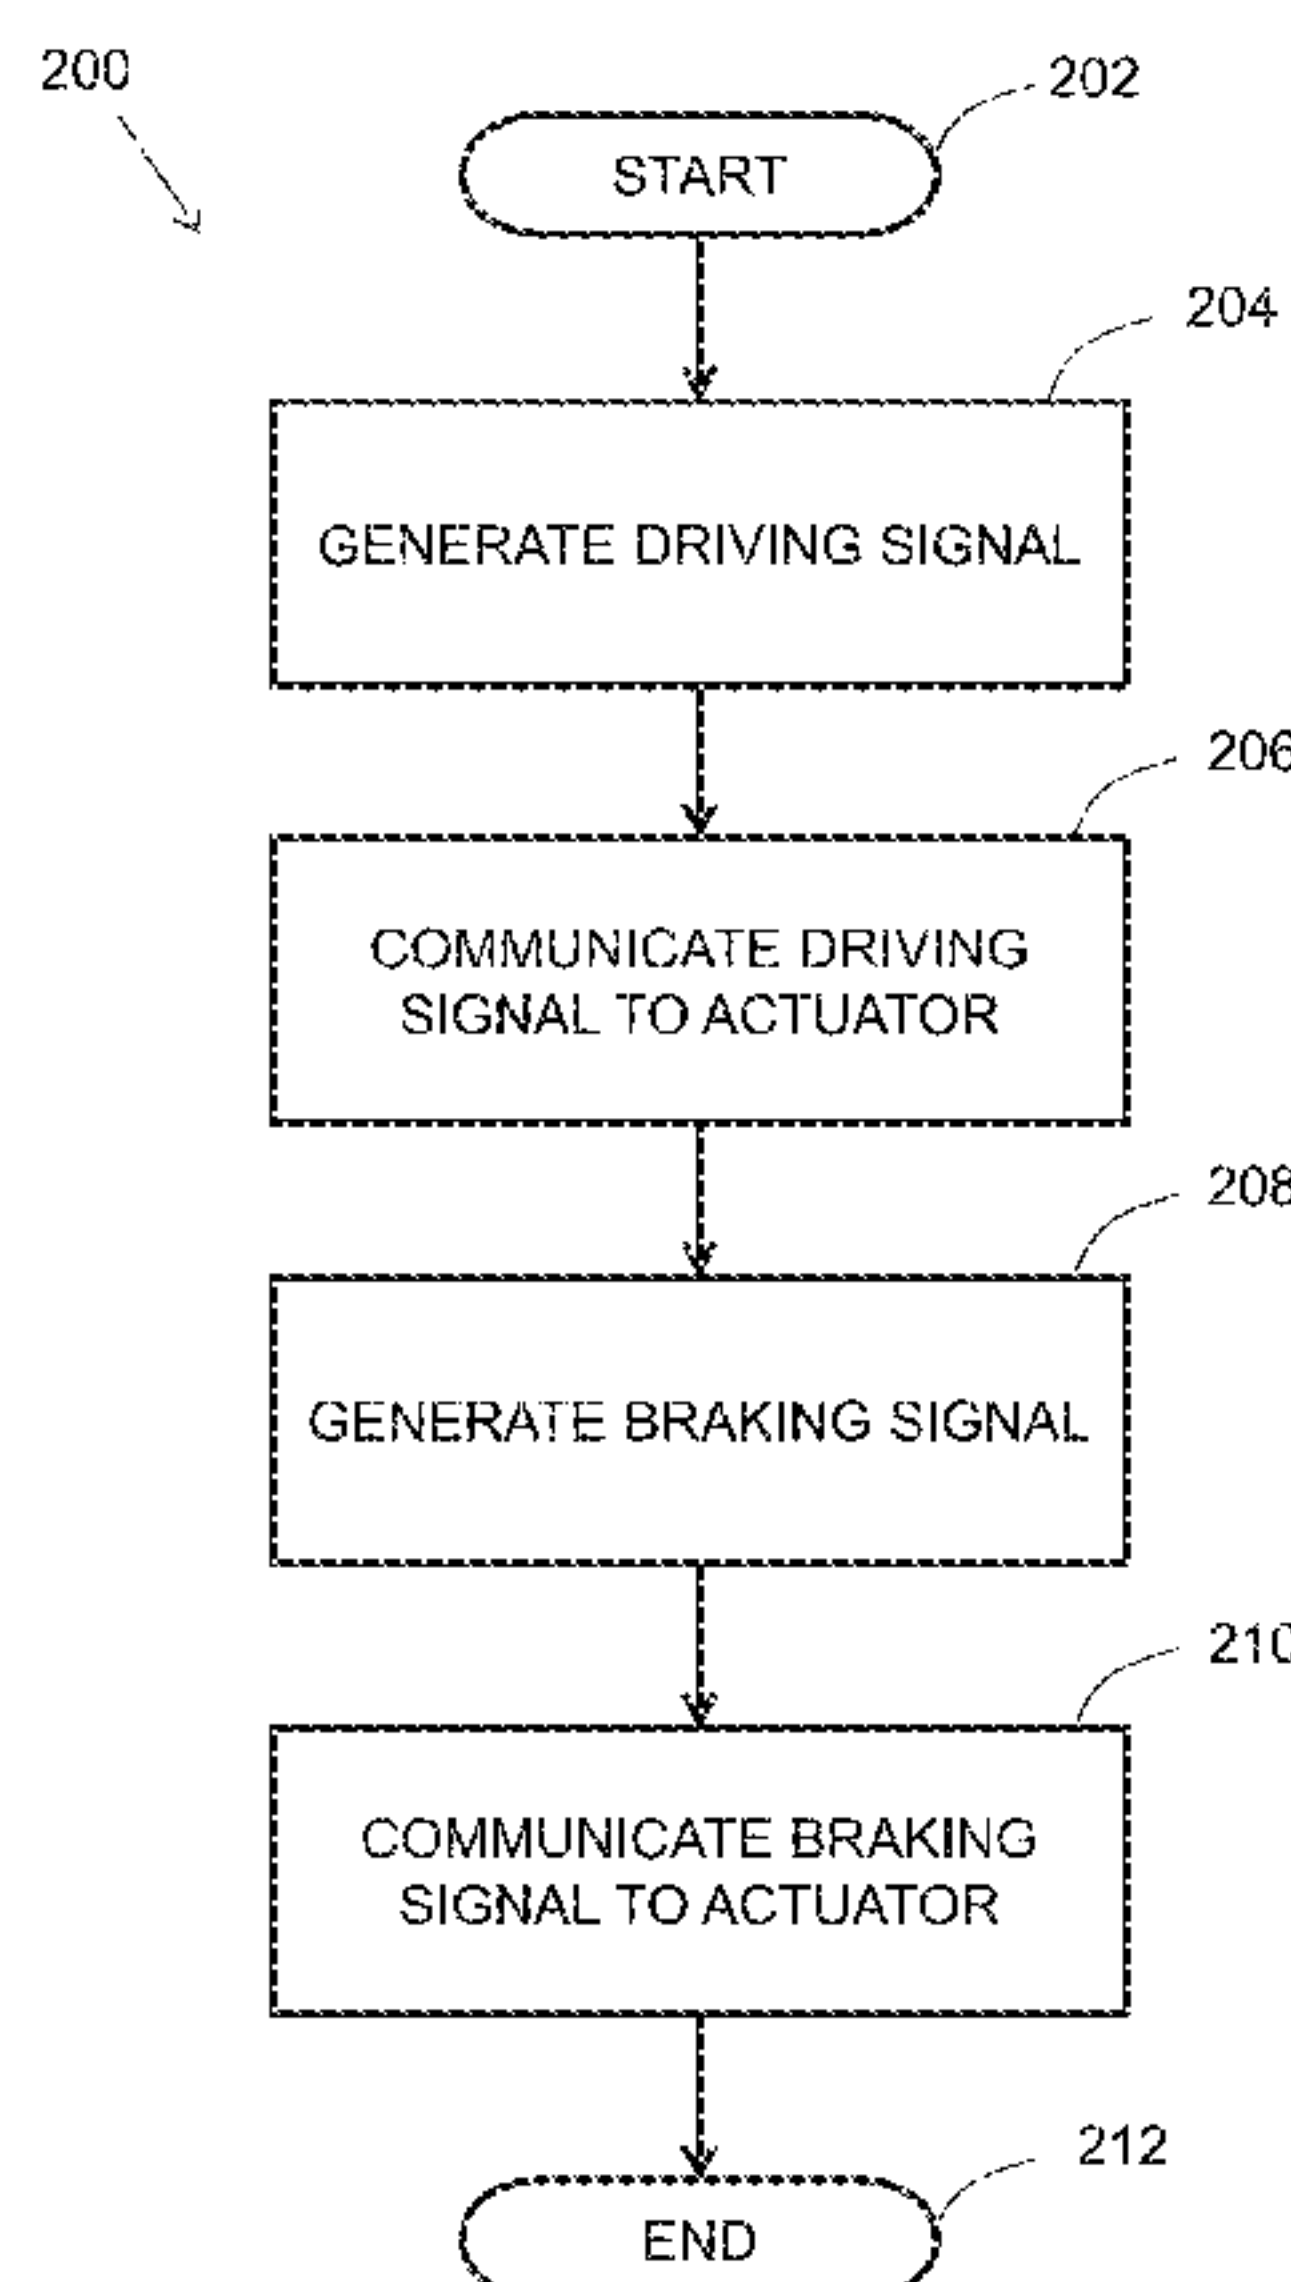 200
202
START
204
GENERATE DRIVING SIGNAL
206
COMMUNICATE DRIVING
SIGNAL TO ACTUATOR
208
GENERATE BRAKING SIGNAL
210
COMMUNICATE BRAKING
SIGNAL TO ACTUATOR
212
END